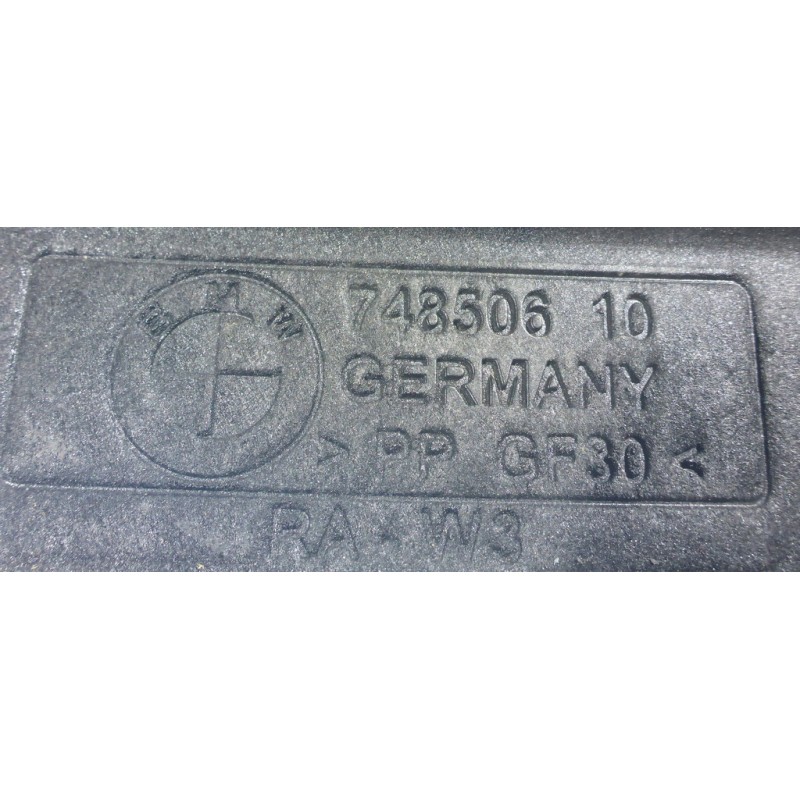 BMW
748506 10
GERMANY
> PP GF30 <
RA - W3